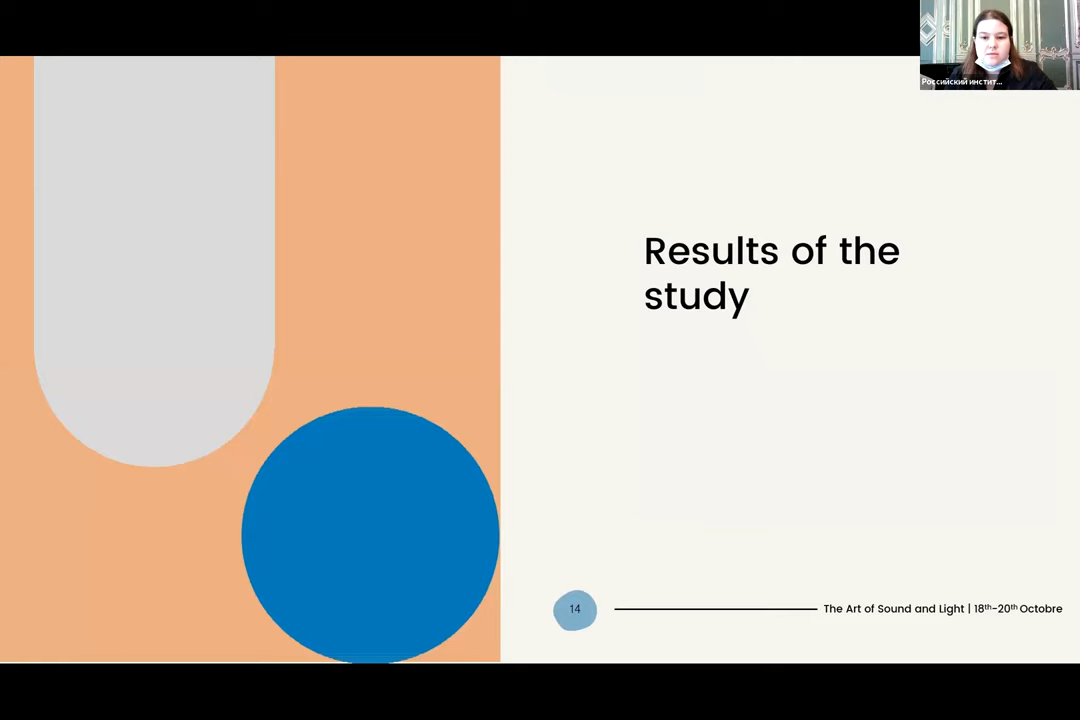 Российский инстит...
Results of the
study
14
The Art of Sound and Light | 18th-20th Octobre